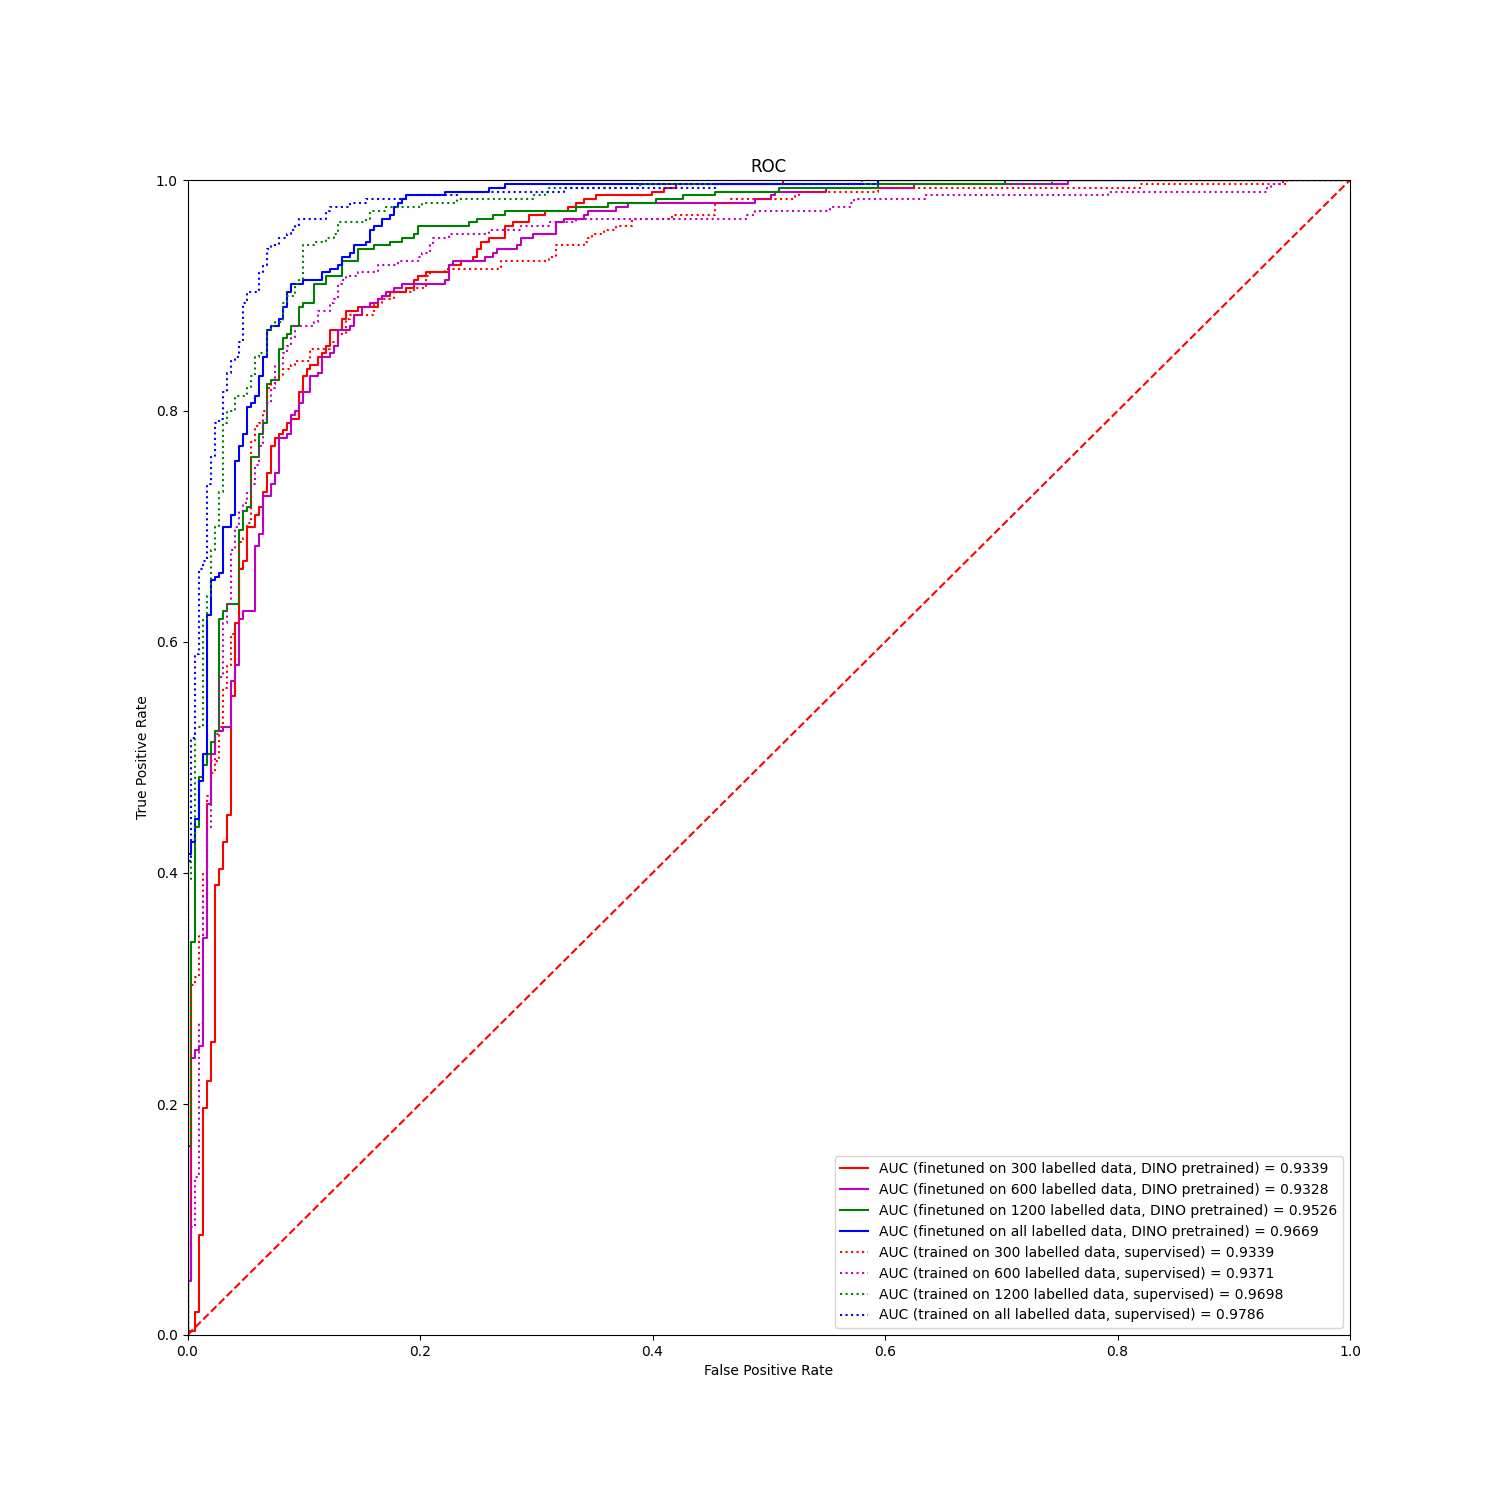 ROC
1.0
0.8
0.6
0.4
0.2
0.0
True Positive Rate
0.0 0.2 0.4 0.6 0.8 1.0
False Positive Rate
AUC (finetuned on 300 labelled data, DINO pretrained) = 0.9339
AUC (finetuned on 600 labelled data, DINO pretrained) = 0.9328
AUC (finetuned on 1200 labelled data, DINO pretrained) = 0.9526
AUC (finetuned on all labelled data, DINO pretrained) = 0.9669
AUC (trained on 300 labelled data, supervised) = 0.9339
AUC (trained on 600 labelled data, supervised) = 0.9371
AUC (trained on 1200 labelled data, supervised) = 0.9698
AUC (trained on all labelled data, supervised) = 0.9786